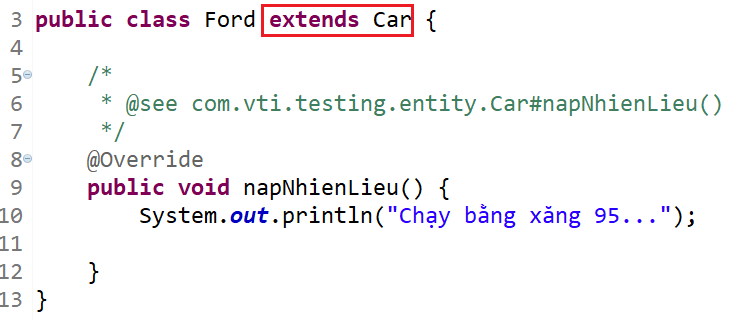 3 public class Ford extends Car {
4
5 /*
6 * @see com.vti.testing.entity.Car#napNhienLieu()
7 */
8 @Override
9 public void napNhienLieu() {
10 System.out.println("Chạy bằng xăng 95...");
11
12 }
13 }